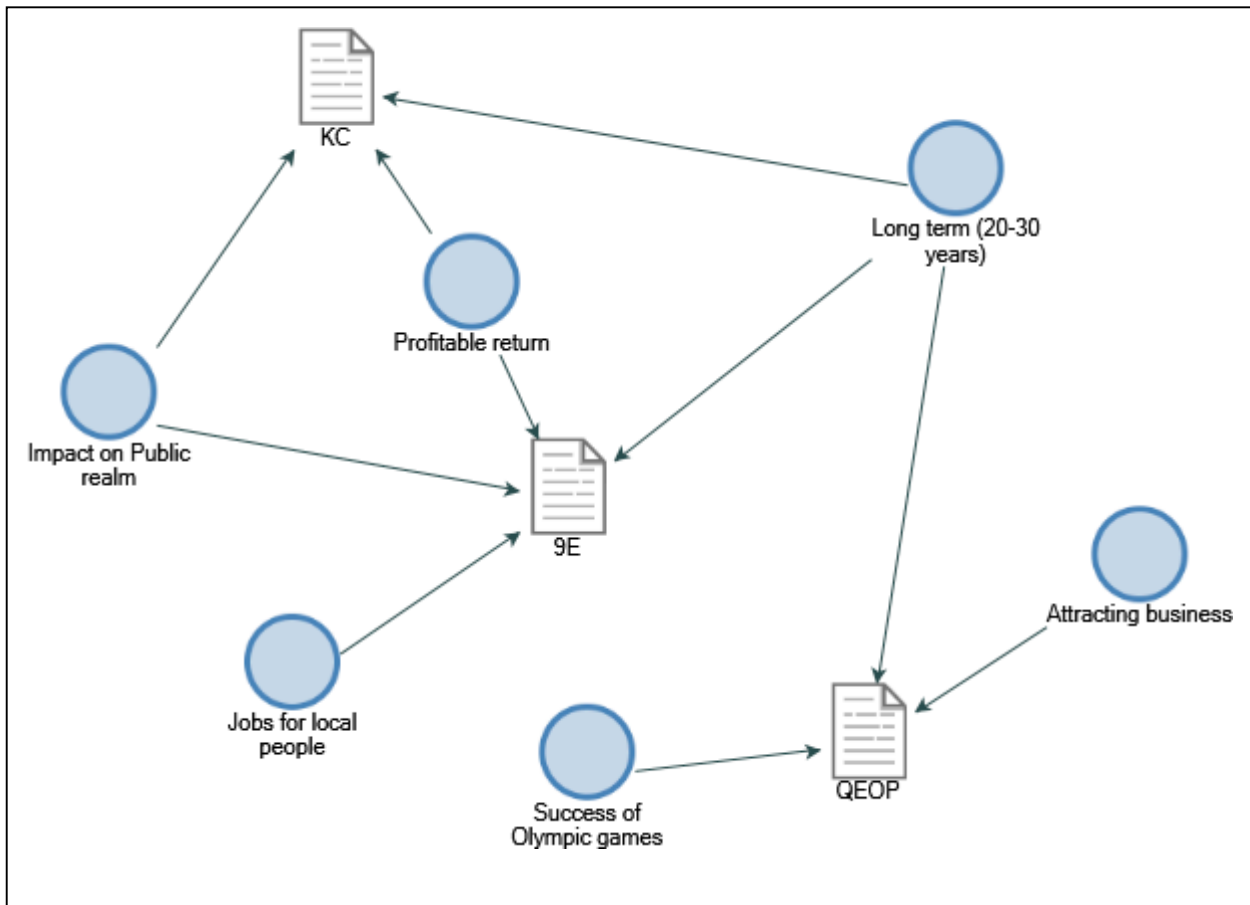 KC
Long term (20-30
years)
Profitable return
Impact on Public
realm
9E
Attracting business
Jobs for local
people
QEOP
Success of
Olympic games